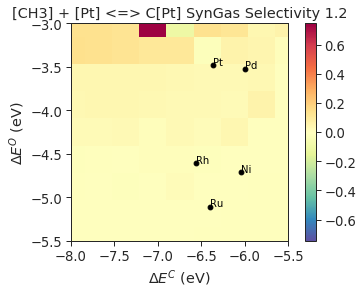 [CH3] + [Pt] <=> C[Pt] SynGas Selectivity 1.2
−3.0
−3.5
−4.0
−4.5
−5.0
−5.5
ΔE^O (eV)
Pt
Pd
Rh
Ni
Ru
−8.0 −7.5 −7.0 −6.5 −6.0 −5.5
ΔE^C (eV)
0.6
0.4
0.2
0.0
−0.2
−0.4
−0.6